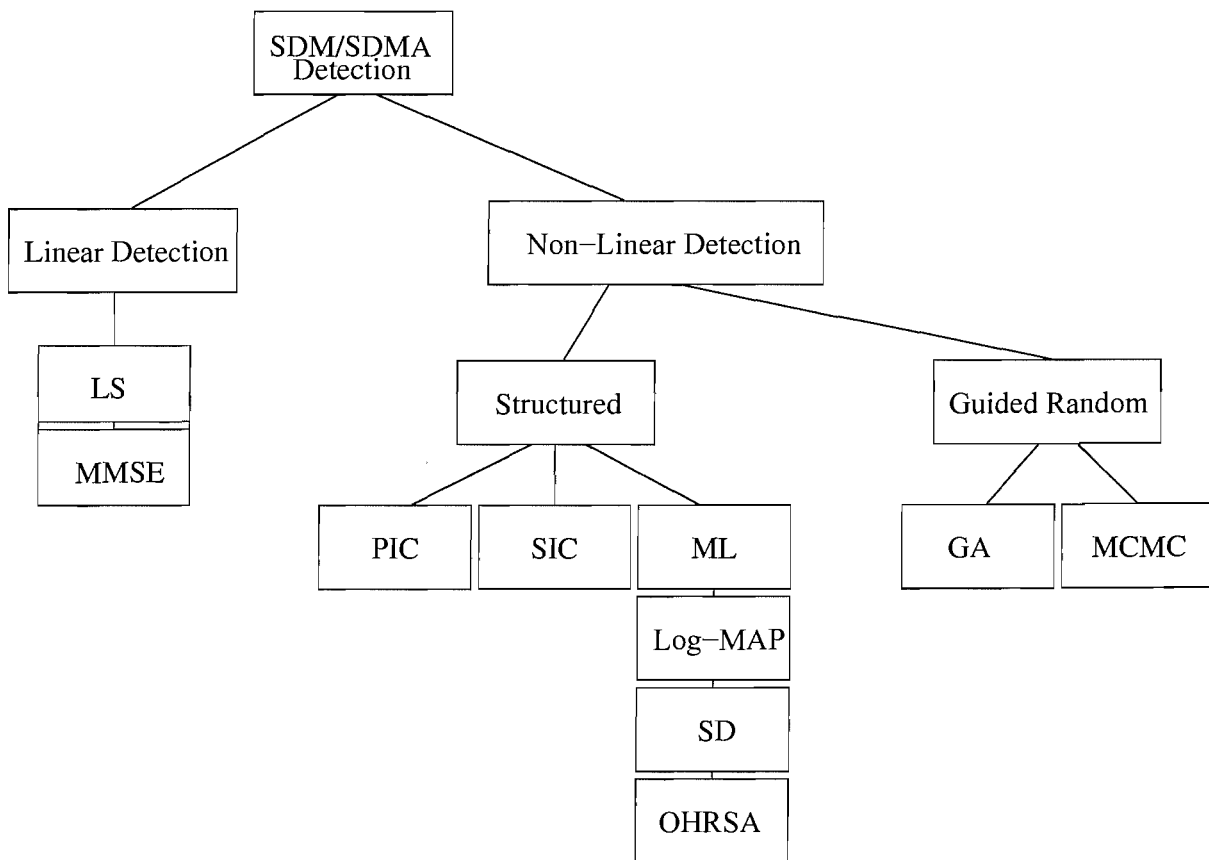 SDM/SDMA
Detection
Linear Detection
Non−Linear Detection
LS
MMSE
Structured
Guided Random
PIC
SIC
ML
GA
MCMC
Log−MAP
SD
OHRSA